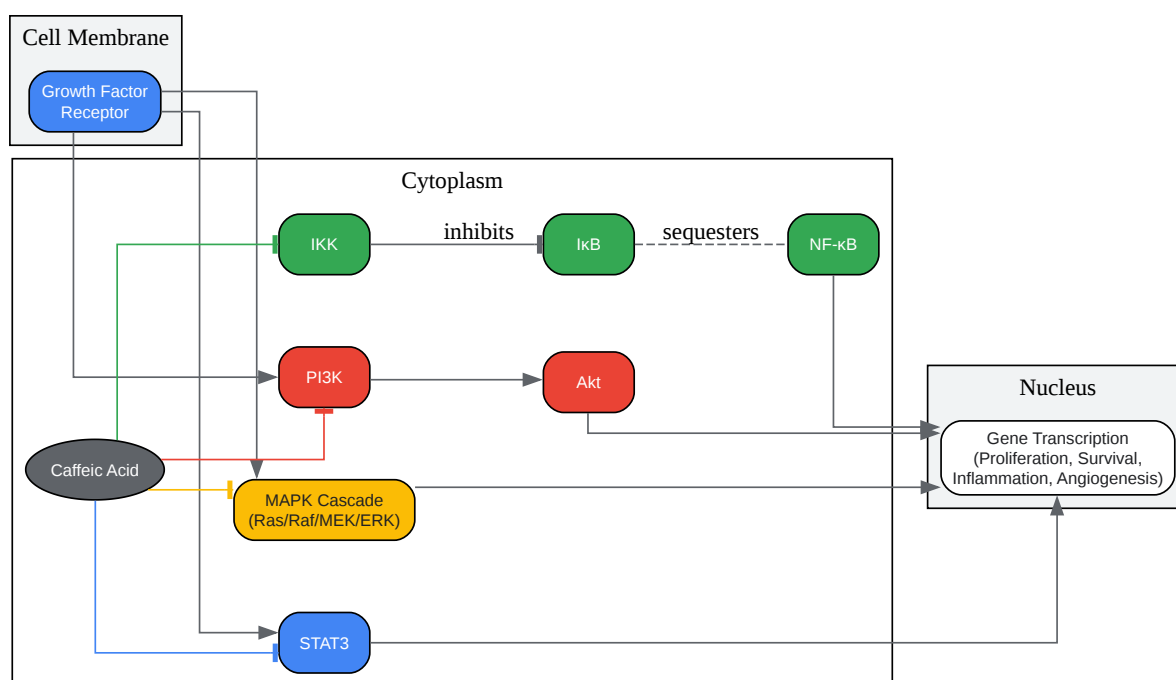 Cell Membrane
Growth Factor
Receptor
Cytoplasm
IKK
inhibits
IκB
sequesters
NF-κB
PI3K
Akt
Nucleus
Gene Transcription
(Proliferation, Survival,
Inflammation, Angiogenesis)
Caffeic Acid
MAPK Cascade
(Ras/Raf/MEK/ERK)
STAT3